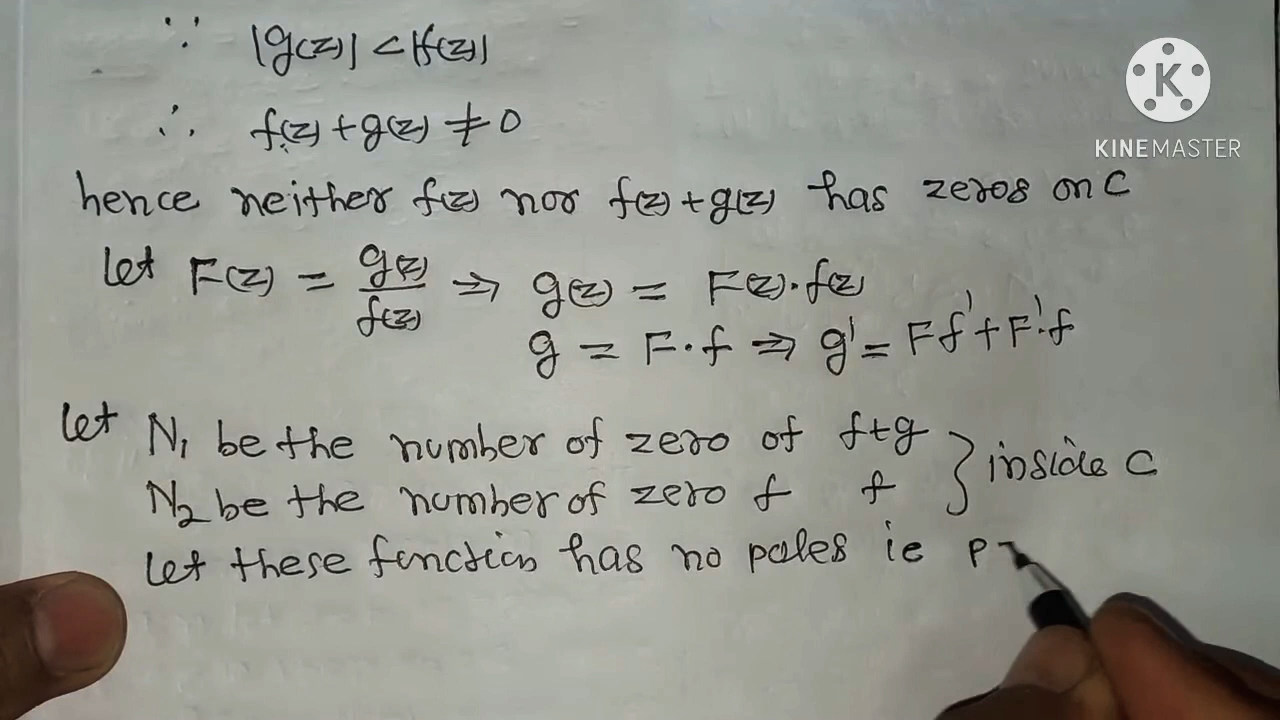 ∵ |g(z)| < |f(z)|
K
KINEMASTER
∴ f(z) + g(z) ≠ 0
hence neither f(z) nor f(z) + g(z) has zeros on C
let F(z) = g(z)/f(z) ⇒ g(z) = F(z)·f(z)
g = F·f ⇒ g' = Ff' + F'·f
let N₁ be the number of zero of f+g
N₂ be the number of zero f f } inside C
Let these function has no poles ie P